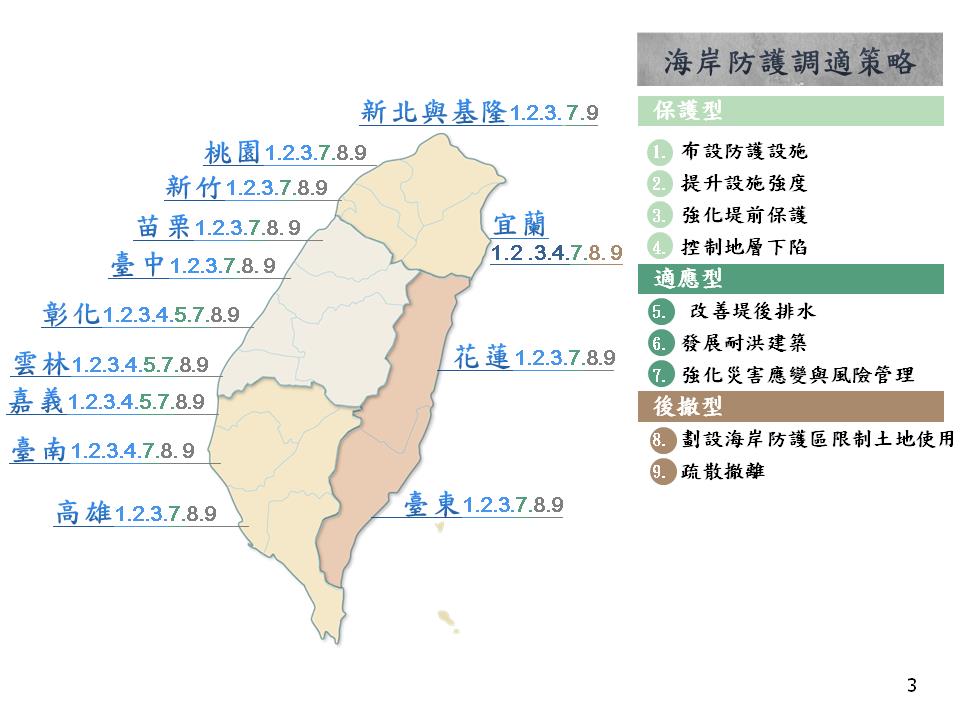 海岸防護調適策略
保護型
1. 布設防護設施
2. 提升設施強度
3. 強化堤前保護
4. 控制地層下陷
適應型
5. 改善堤後排水
6. 發展耐洪建築
7. 強化災害應變與風險管理
後撤型
8. 劃設海岸防護區限制土地使用
9. 疏散撤離
新北與基隆1.2.3. 7.9
桃園1.2.3.7.8.9
新竹1.2.3.7.8.9
苗栗1.2.3.7.8. 9
臺中1.2.3.7.8. 9
彰化1.2.3.4.5.7.8.9
雲林1.2.3.4.5.7.8.9
嘉義1.2.3.4.5.7.8.9
臺南1.2.3.4.7.8. 9
高雄1.2.3.7.8.9
宜蘭
1.2 .3.4.7.8. 9
花蓮1.2.3.7.8.9
臺東1.2.3.7.8.9
3